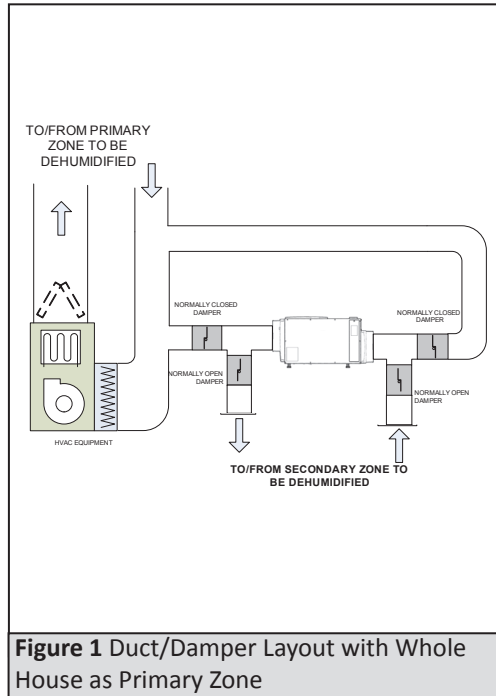 TO/FROM PRIMARY
ZONE TO BE
DEHUMIDIFIED
NORMALLY CLOSED
DAMPER
NORMALLY CLOSED
DAMPER
NORMALLY OPEN
DAMPER
NORMALLY OPEN
DAMPER
HVAC EQUIPMENT
TO/FROM SECONDARY ZONE TO
BE DEHUMIDIFIED
Figure 1 Duct/Damper Layout with Whole
House as Primary Zone